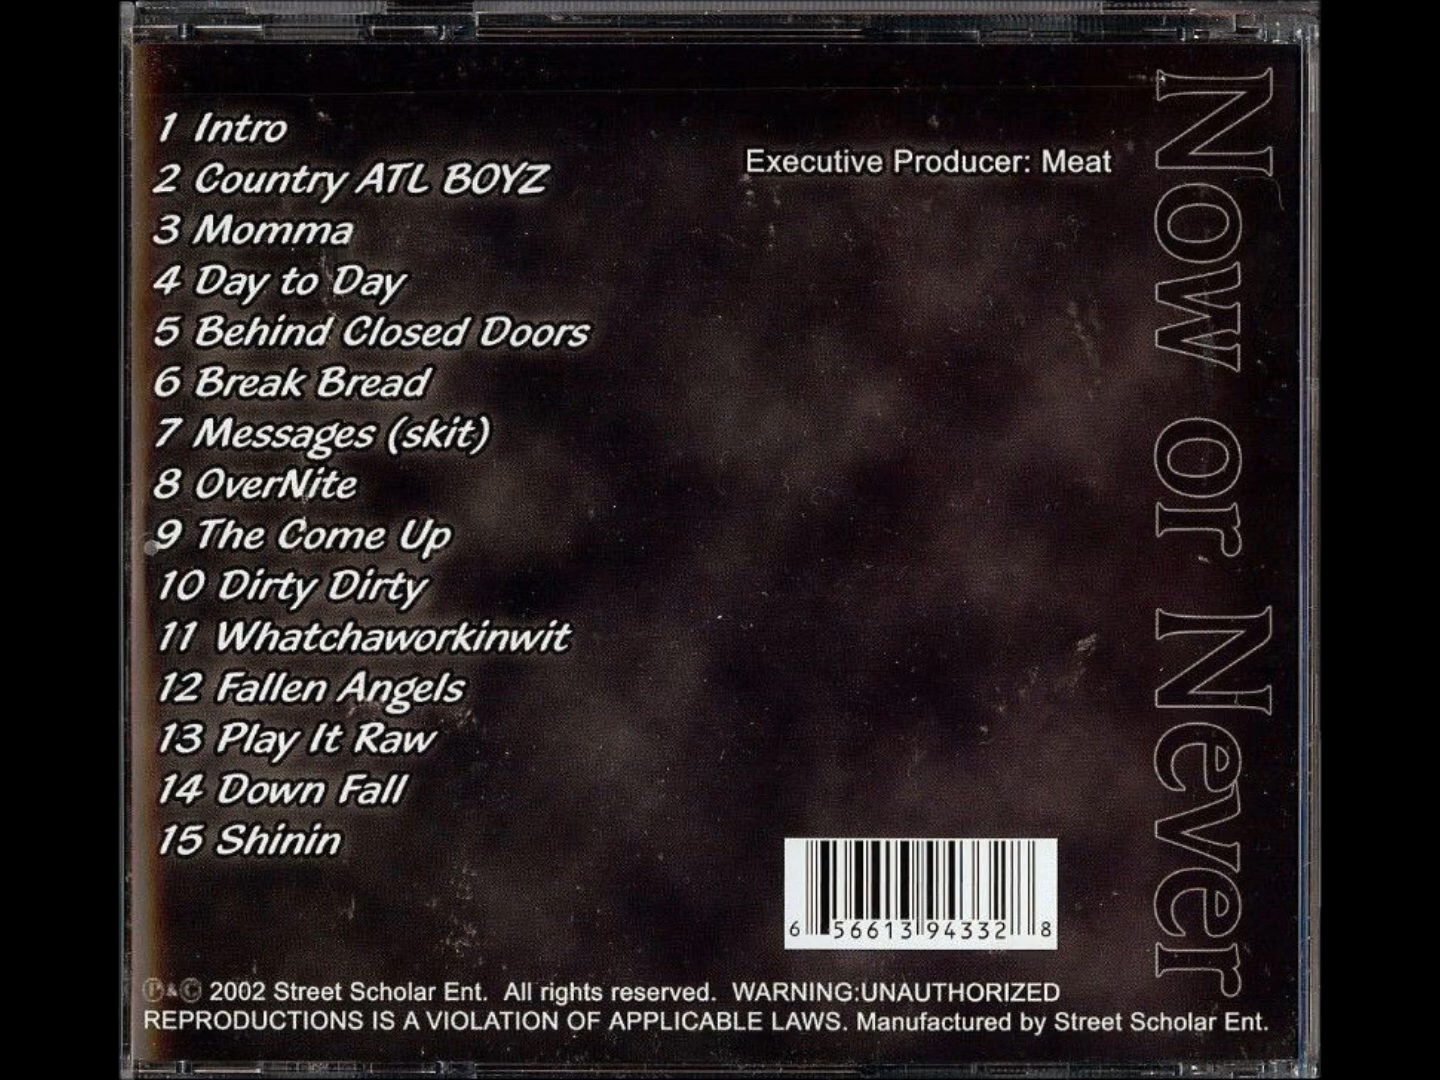 1 Intro
2 Country ATL BOYZ
3 Momma
4 Day to Day
5 Behind Closed Doors
6 Break Bread
7 Messages (skit)
8 OverNite
9 The Come Up
10 Dirty Dirty
11 Whatchaworkinwit
12 Fallen Angels
13 Play It Raw
14 Down Fall
15 Shinin
Executive Producer: Meat
Now or Never
6 56613 94332 8
℗ & © 2002 Street Scholar Ent. All rights reserved. WARNING:UNAUTHORIZED
REPRODUCTIONS IS A VIOLATION OF APPLICABLE LAWS. Manufactured by Street Scholar Ent.